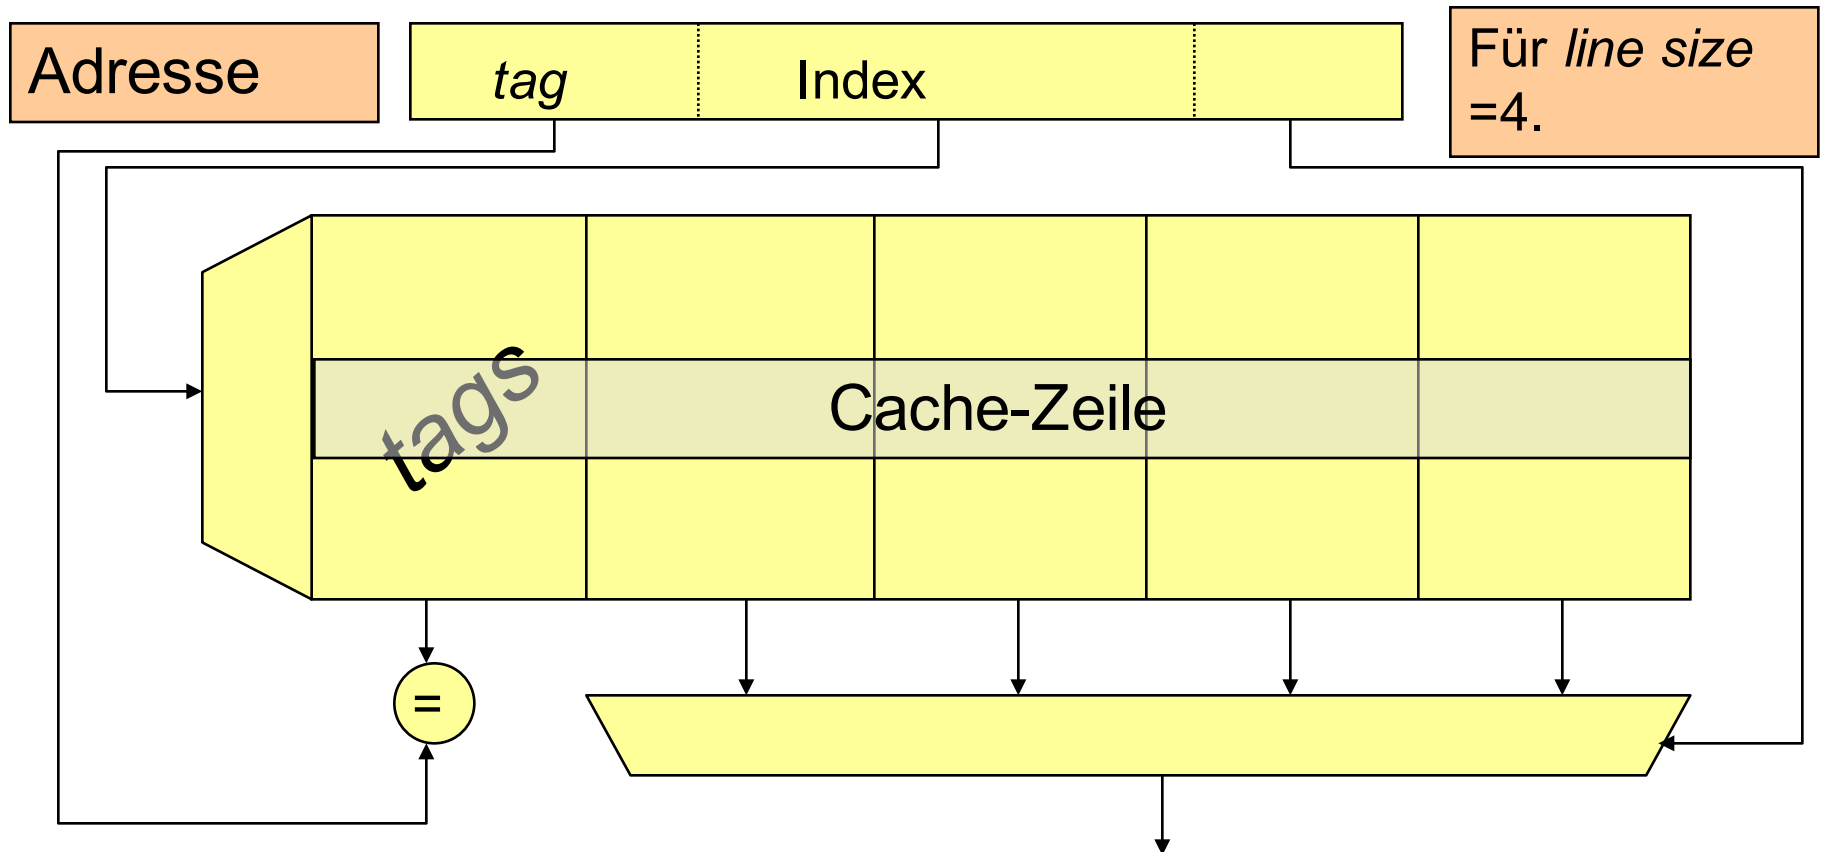 Adresse
tag Index
Für line size
=4.
tags
Cache-Zeile
=